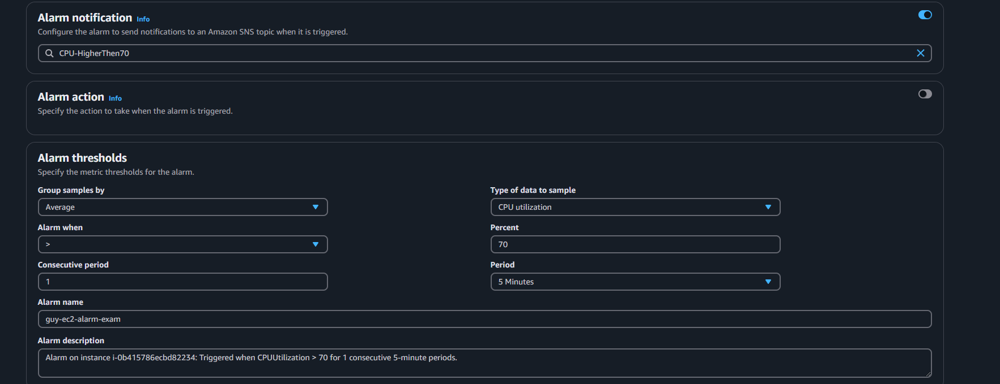 Alarm notification Info
Configure the alarm to send notifications to an Amazon SNS topic when it is triggered.
CPU-HigherThen70
Alarm action Info
Specify the action to take when the alarm is triggered.
Alarm thresholds
Specify the metric thresholds for the alarm.
Group samples by
Average
Type of data to sample
CPU utilization
Alarm when
>
Percent
70
Consecutive period
1
Period
5 Minutes
Alarm name
guy-ec2-alarm-exam
Alarm description
Alarm on instance i-0b415786ecbd82234: Triggered when CPUUtilization > 70 for 1 consecutive 5-minute periods.